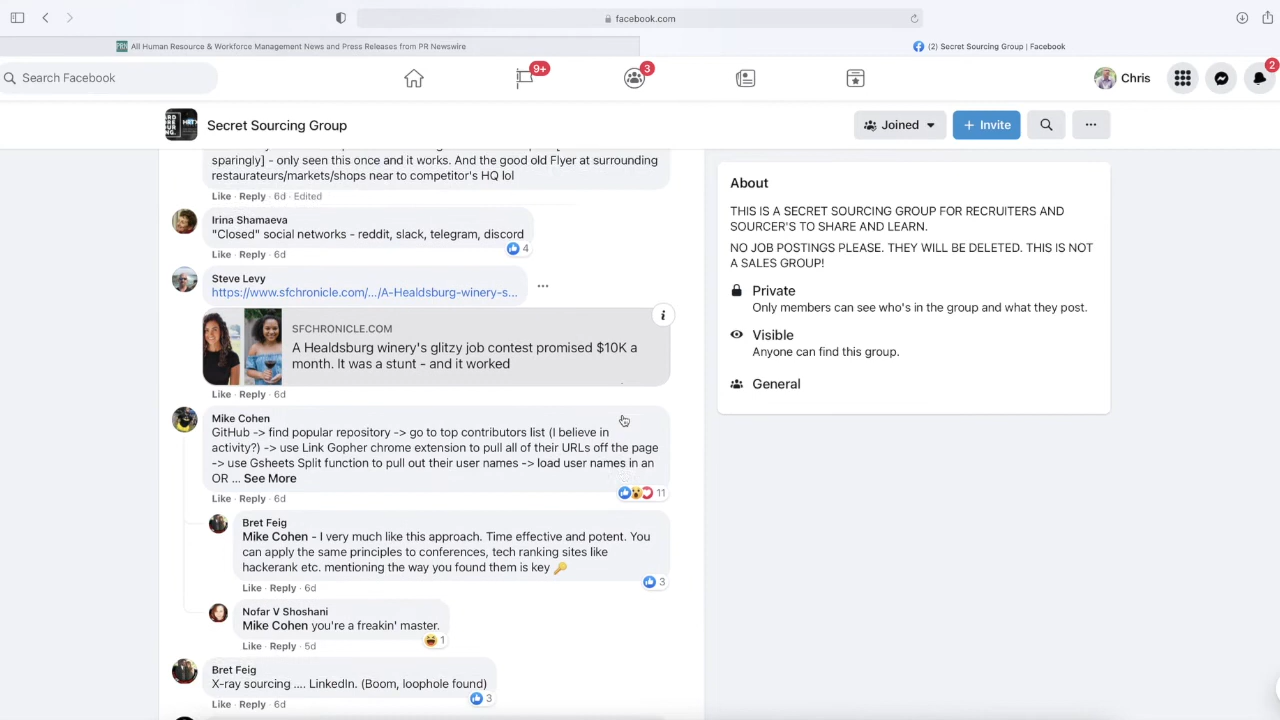 facebook.com
All Human Resource & Workforce Management News and Press Releases from PR Newswire
(2) Secret Sourcing Group | Facebook
Search Facebook
9+
3
Chris
2
Secret Sourcing Group
Joined
+ Invite
sparingly] - only seen this once and it works. And the good old Flyer at surrounding
restaurateurs/markets/shops near to competitor's HQ lol
Like · Reply · 6d · Edited
Irina Shamaeva
"Closed" social networks - reddit, slack, telegram, discord
4
Like · Reply · 6d
Steve Levy
https://www.sfchronicle.com/.../A-Healdsburg-winery-s...
SFCHRONICLE.COM
A Healdsburg winery's glitzy job contest promised $10K a
month. It was a stunt - and it worked
Like · Reply · 6d
Mike Cohen
GitHub -> find popular repository -> go to top contributors list (I believe in
activity?) -> use Link Gopher chrome extension to pull all of their URLs off the page
-> use Gsheets Split function to pull out their user names -> load user names in an
OR ... See More
11
Like · Reply · 6d
Bret Feig
Mike Cohen - I very much like this approach. Time effective and potent. You
can apply the same principles to conferences, tech ranking sites like
hackerank etc. mentioning the way you found them is key 🔑
3
Like · Reply · 6d
Nofar V Shoshani
Mike Cohen you're a freakin' master.
1
Like · Reply · 5d
Bret Feig
X-ray sourcing .... LinkedIn. (Boom, loophole found)
3
Like · Reply · 6d
About
THIS IS A SECRET SOURCING GROUP FOR RECRUITERS AND
SOURCER'S TO SHARE AND LEARN.
NO JOB POSTINGS PLEASE. THEY WILL BE DELETED. THIS IS NOT
A SALES GROUP!
Private
Only members can see who's in the group and what they post.
Visible
Anyone can find this group.
General